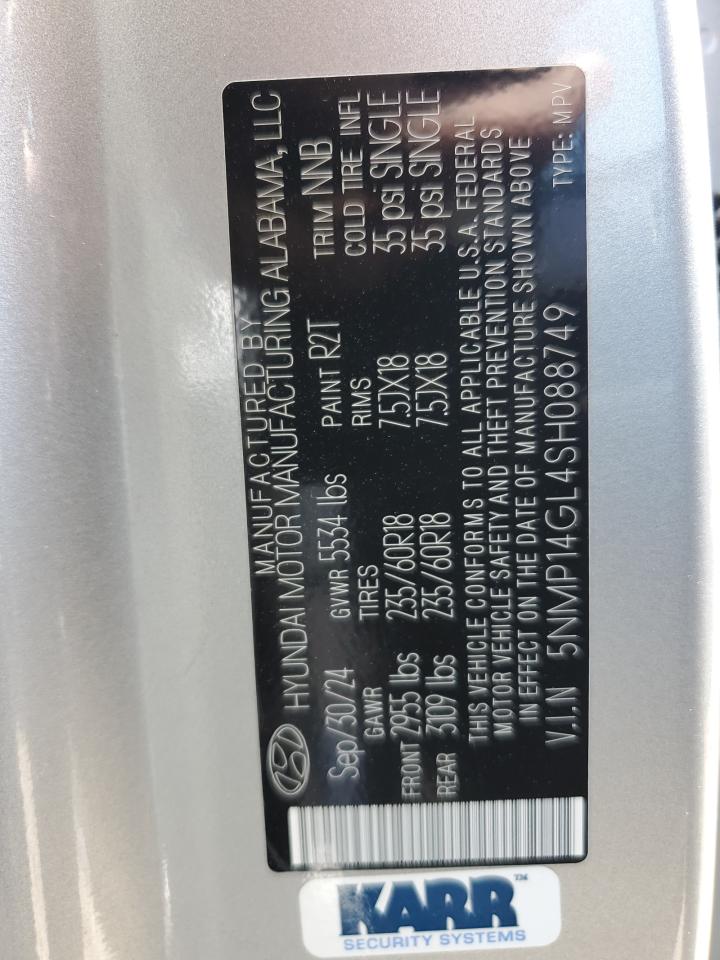 MANUFACTURED BY
HYUNDAI MOTOR MANUFACTURING ALABAMA, LLC
Sep/30/24 GVWR 5534 lbs PAINT R2T TRIM NNB
GAWR TIRES RIMS COLD TIRE INFL
FRONT 2955 lbs 235/60R18 7.5JX18 35 psi SINGLE
REAR 3109 lbs 235/60R18 7.5JX18 35 psi SINGLE
THIS VEHICLE CONFORMS TO ALL APPLICABLE U.S.A. FEDERAL
MOTOR VEHICLE SAFETY AND THEFT PREVENTION STANDARDS
IN EFFECT ON THE DATE OF MANUFACTURE SHOWN ABOVE
V.I.N 5NMP14GL4SH088749 TYPE: MPV
KARR™
SECURITY SYSTEMS